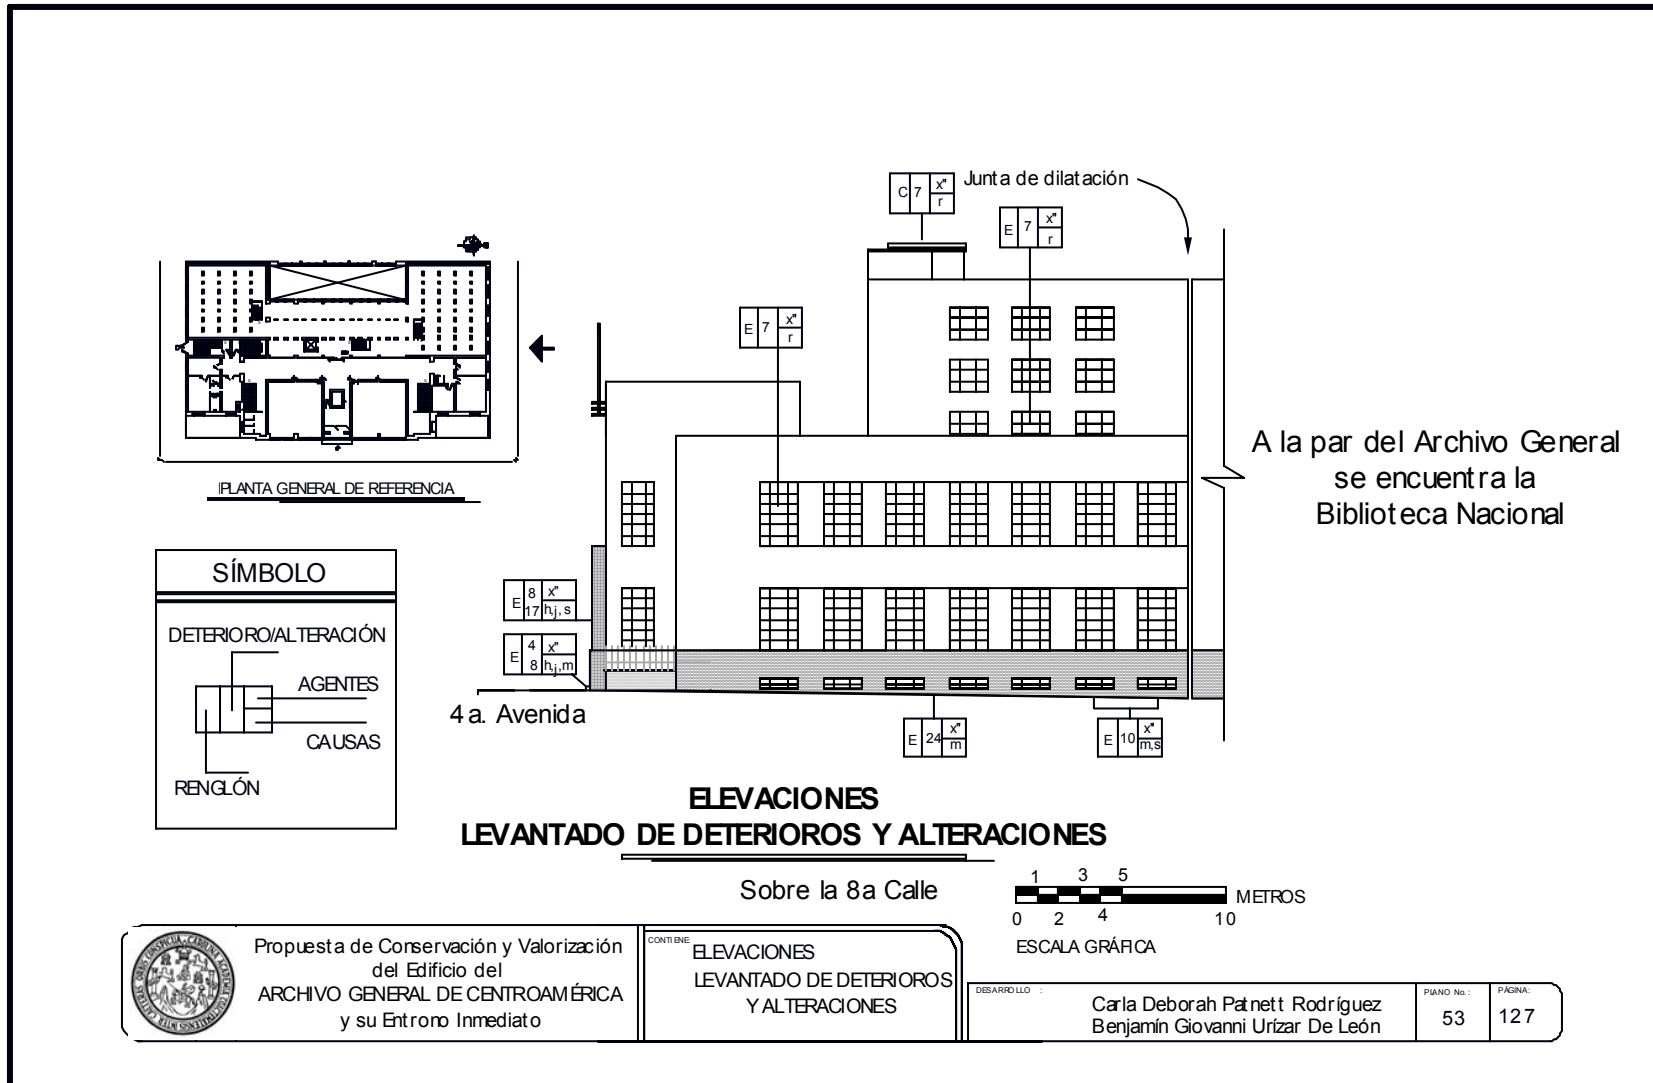 C 7 x" r
Junta de dilatación
E 7 x" r
E 7 x" r
A la par del Archivo General
se encuentra la
Biblioteca Nacional
PLANTA GENERAL DE REFERENCIA
SÍMBOLO
DETERIORO/ALTERACIÓN
AGENTES
CAUSAS
RENGLÓN
E 8 17 x" h,j,s
E 4 8 x" h,j,m
4a. Avenida
E 24 x" m
E 10 x" m,s
ELEVACIONES
LEVANTADO DE DETERIOROS Y ALTERACIONES
Sobre la 8a Calle
1 3 5
METROS
0 2 4 10
ESCALA GRÁFICA
Propuesta de Conservación y Valorización
del Edificio del
ARCHIVO GENERAL DE CENTROAMÉRICA
y su Entrono Inmediato
CONTIENE:
ELEVACIONES
LEVANTADO DE DETERIOROS
Y ALTERACIONES
DESARROLLO :
Carla Deborah Patnett Rodríguez
Benjamín Giovanni Urízar De León
PLANO No.:
53
PÁGINA:
127